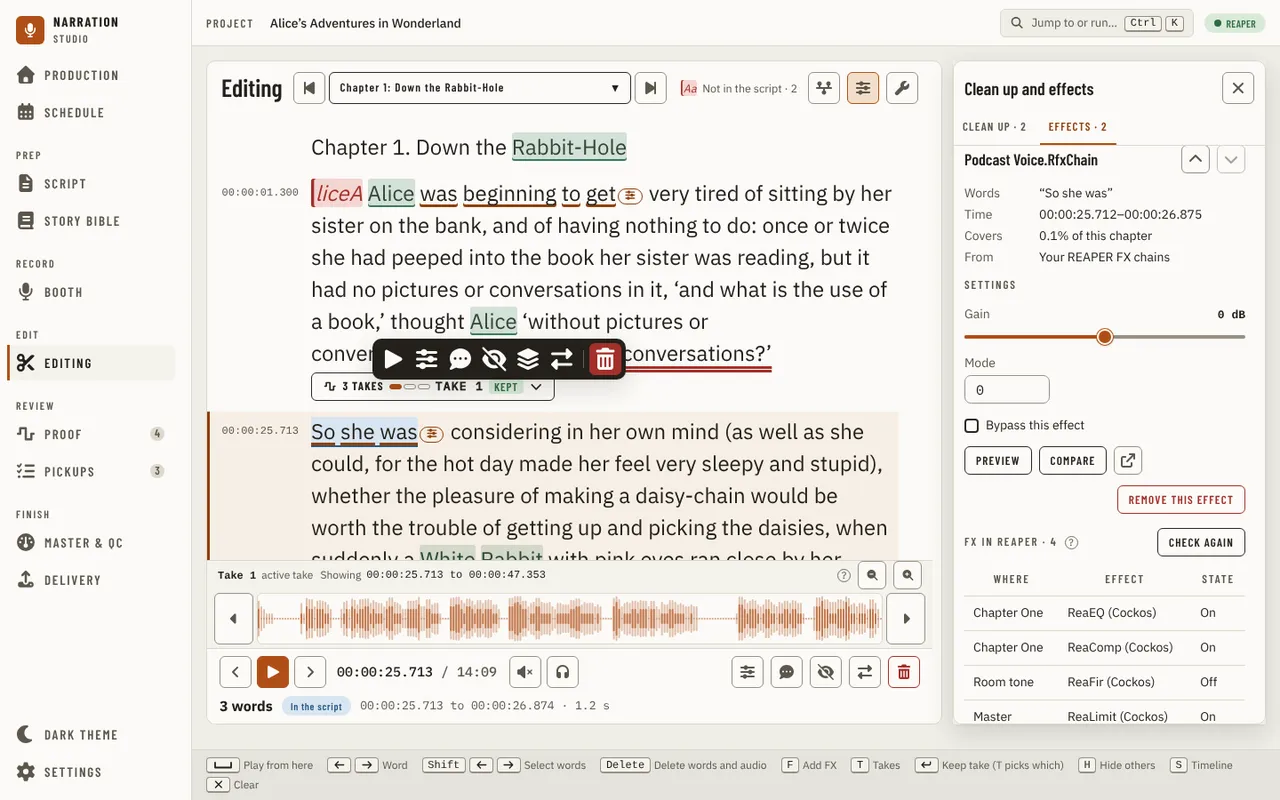 NARRATION
STUDIO
PRODUCTION
SCHEDULE
PREP
SCRIPT
STORY BIBLE
RECORD
BOOTH
EDIT
EDITING
REVIEW
PROOF 4
PICKUPS 3
FINISH
MASTER & QC
DELIVERY
DARK THEME
SETTINGS
PROJECT Alice’s Adventures in Wonderland
Jump to or run... Ctrl K
REAPER
Editing
Chapter 1: Down the Rabbit-Hole
Aa Not in the script · 2
Chapter 1. Down the Rabbit-Hole
00:00:01.300 liceA Alice was beginning to get very tired of sitting by her
sister on the bank, and of having nothing to do: once or twice
she had peeped into the book her sister was reading, but it
had no pictures or conversations in it, ‘and what is the use of
a book,’ thought Alice ‘without pictures or
conver conversations?’
3 TAKES TAKE 1 KEPT
00:00:25.713 So she was considering in her own mind (as well as she
could, for the hot day made her feel very sleepy and stupid),
whether the pleasure of making a daisy-chain would be
worth the trouble of getting up and picking the daisies, when
suddenly a White Rabbit with pink eyes ran close by her
Take 1 active take Showing 00:00:25.713 to 00:00:47.353
00:00:25.713 / 14:09
3 words In the script 00:00:25.713 to 00:00:26.874 · 1.2 s
Clean up and effects
CLEAN UP · 2 EFFECTS · 2
Podcast Voice.RfxChain
Words “So she was”
Time 00:00:25.712–00:00:26.875
Covers 0.1% of this chapter
From Your REAPER FX chains
SETTINGS
Gain 0 dB
Mode
0
Bypass this effect
PREVIEW COMPARE
REMOVE THIS EFFECT
FX IN REAPER · 4 ? CHECK AGAIN
WHERE EFFECT STATE
Chapter One ReaEQ (Cockos) On
Chapter One ReaComp (Cockos) On
Room tone ReaFir (Cockos) Off
Master ReaLimit (Cockos) On
Play from here ← → Word Shift ← → Select words Delete Delete words and audio F Add FX T Takes Keep take (T picks which) H Hide others S Timeline
Clear